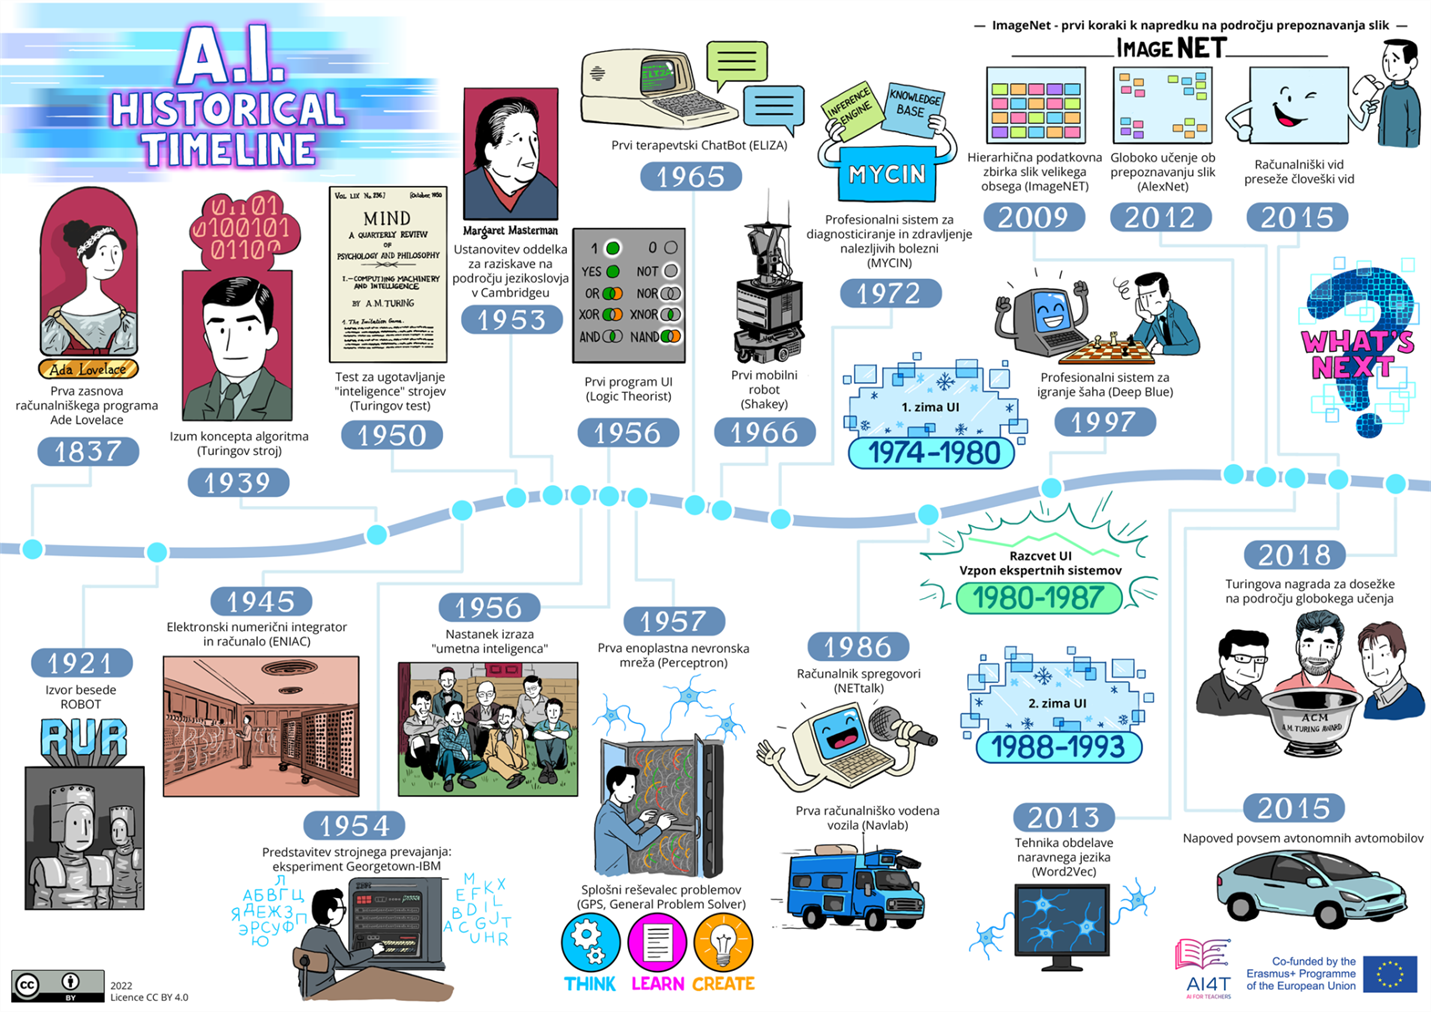 A.I.
HISTORICAL
TIMELINE
Ada Lovelace
Prva zasnova
računalniškega programa
Ade Lovelace
1837
01101
0100101
01100
Izum koncepta algoritma
(Turingov stroj)
1939
VOL. LIX No. 236.] [October, 1950
MIND
A QUARTERLY REVIEW
OF
PSYCHOLOGY AND PHILOSOPHY
I.—COMPUTING MACHINERY
AND INTELLIGENCE
BY A.M. TURING
1. The Imitation Game.
Test za ugotavljanje
"inteligence" strojev
(Turingov test)
1950
Margaret Masterman
Ustanovitev oddelka
za raziskave na
področju jezikoslovja
v Cambridgeu
1953
ELIZA
Prvi terapevtski ChatBot (ELIZA)
1965
1 0
YES NOT
OR NOR
XOR XNOR
AND NAND
Prvi program UI
(Logic Theorist)
1956
Prvi mobilni
robot
(Shakey)
1966
INFERENCE
ENGINE
KNOWLEDGE
BASE
MYCIN
Profesionalni sistem za
diagnosticiranje in zdravljenje
nalezljivih bolezni
(MYCIN)
1972
1. zima UI
1974-1980
— ImageNet - prvi koraki k napredku na področju prepoznavanja slik —
IMAGENET
Hierarhična podatkovna
zbirka slik velikega
obsega (ImageNET)
2009
Globoko učenje ob
prepoznavanju slik
(AlexNet)
2012
Računalniški vid
preseže človeški vid
2015
Profesionalni sistem za
igranje šaha (Deep Blue)
1997
WHAT'S
NEXT
1921
Izvor besede
ROBOT
RUR
1945
Elektronski numerični integrator
in računalo (ENIAC)
1954
Predstavitev strojnega prevajanja:
eksperiment Georgetown-IBM
Л
АБВГЦ
ЯДЕЖЗП
ЭРСУФ
Ю
IBM
M
EFKX
BDIL
ACGJT
UHR
1956
Nastanek izraza
"umetna inteligenca"
1957
Prva enoplastna nevronska
mreža (Perceptron)
Splošni reševalec problemov
(GPS, General Problem Solver)
THINK LEARN CREATE
1986
Računalnik spregovori
(NETtalk)
Prva računalniško vodena
vozila (Navlab)
Razcvet UI
Vzpon ekspertnih sistemov
1980-1987
2. zima UI
1988-1993
2013
Tehnika obdelave
naravnega jezika
(Word2Vec)
2018
Turingova nagrada za dosežke
na področju globokega učenja
ACM
A.M. TURING AWARD
2015
Napoved povsem avtonomnih avtomobilov
cc
BY
2022
Licence CC BY 4.0
AI4T
AI FOR TEACHERS
Co-funded by the
Erasmus+ Programme
of the European Union